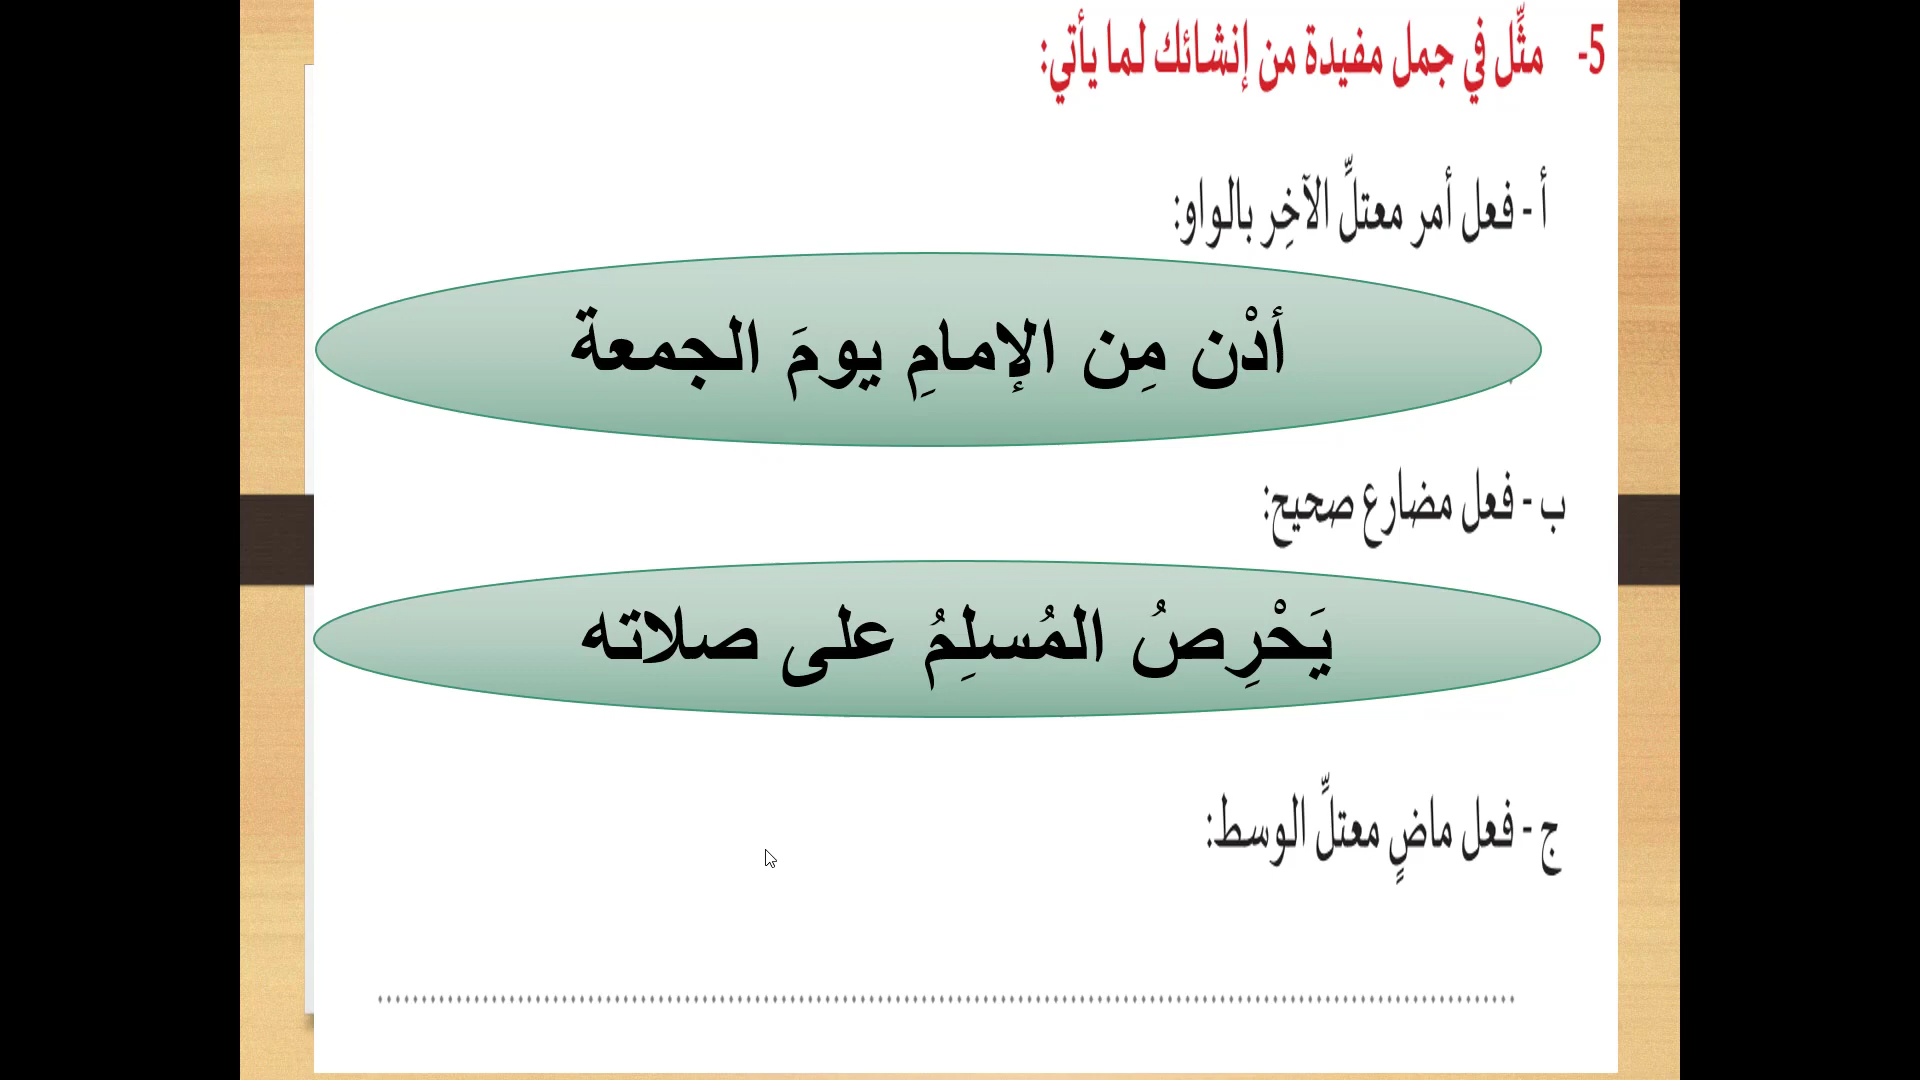 5- مثِّل في جمل مفيدة من إنشائك لما يأتي:
أ - فعل أمر معتلِّ الآخِر بالواو:
أدْن مِن الإمامِ يومَ الجمعة
ب - فعل مضارع صحيح:
يَحْرِصُ المُسلِمُ على صلاته
ج - فعل ماضٍ معتلِّ الوسط: